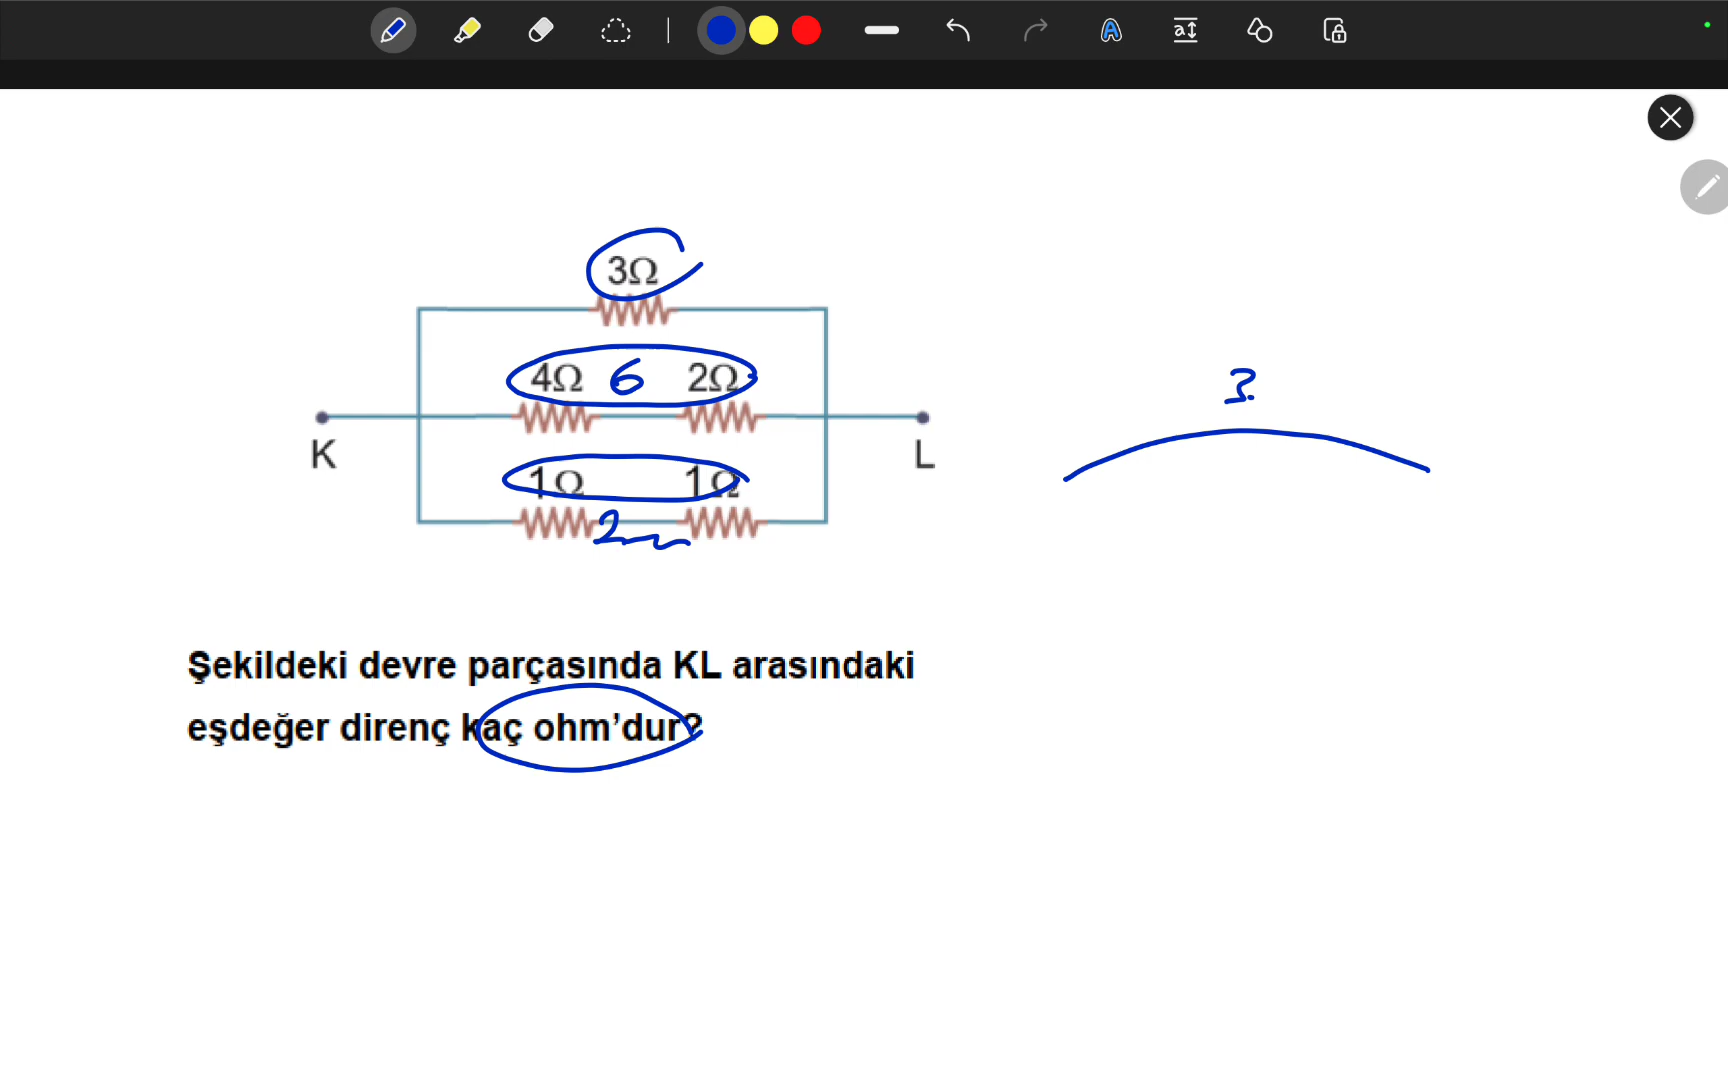 3Ω
4Ω 6 2Ω
3
K
L
1Ω 1Ω
2
Şekildeki devre parçasında KL arasındaki
eşdeğer direnç kaç ohm’dur?